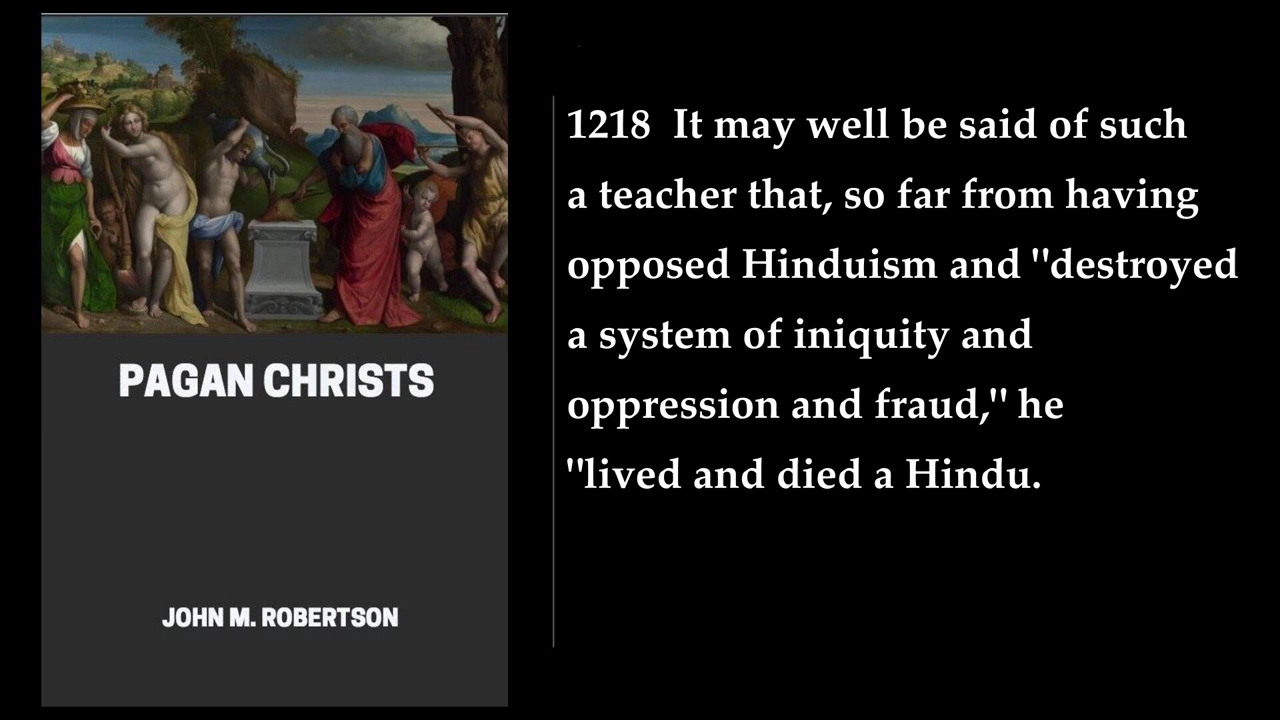 PAGAN CHRISTS
JOHN M. ROBERTSON
1218 It may well be said of such
a teacher that, so far from having
opposed Hinduism and "destroyed
a system of iniquity and
oppression and fraud," he
"lived and died a Hindu.